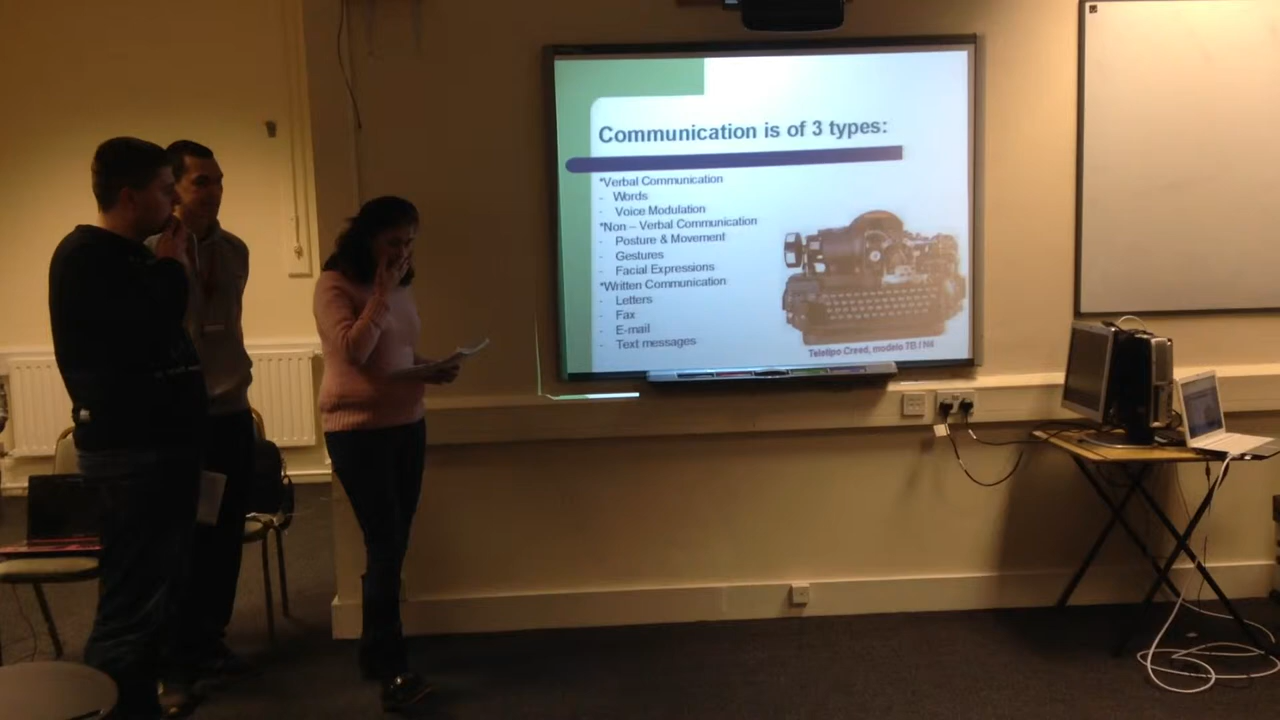 Communication is of 3 types:
*Verbal Communication
- Words
- Voice Modulation
*Non – Verbal Communication
- Posture & Movement
- Gestures
- Facial Expressions
*Written Communication
- Letters
- Fax
- E-mail
- Text messages
Teletipo Creed, modelo 7B / N4